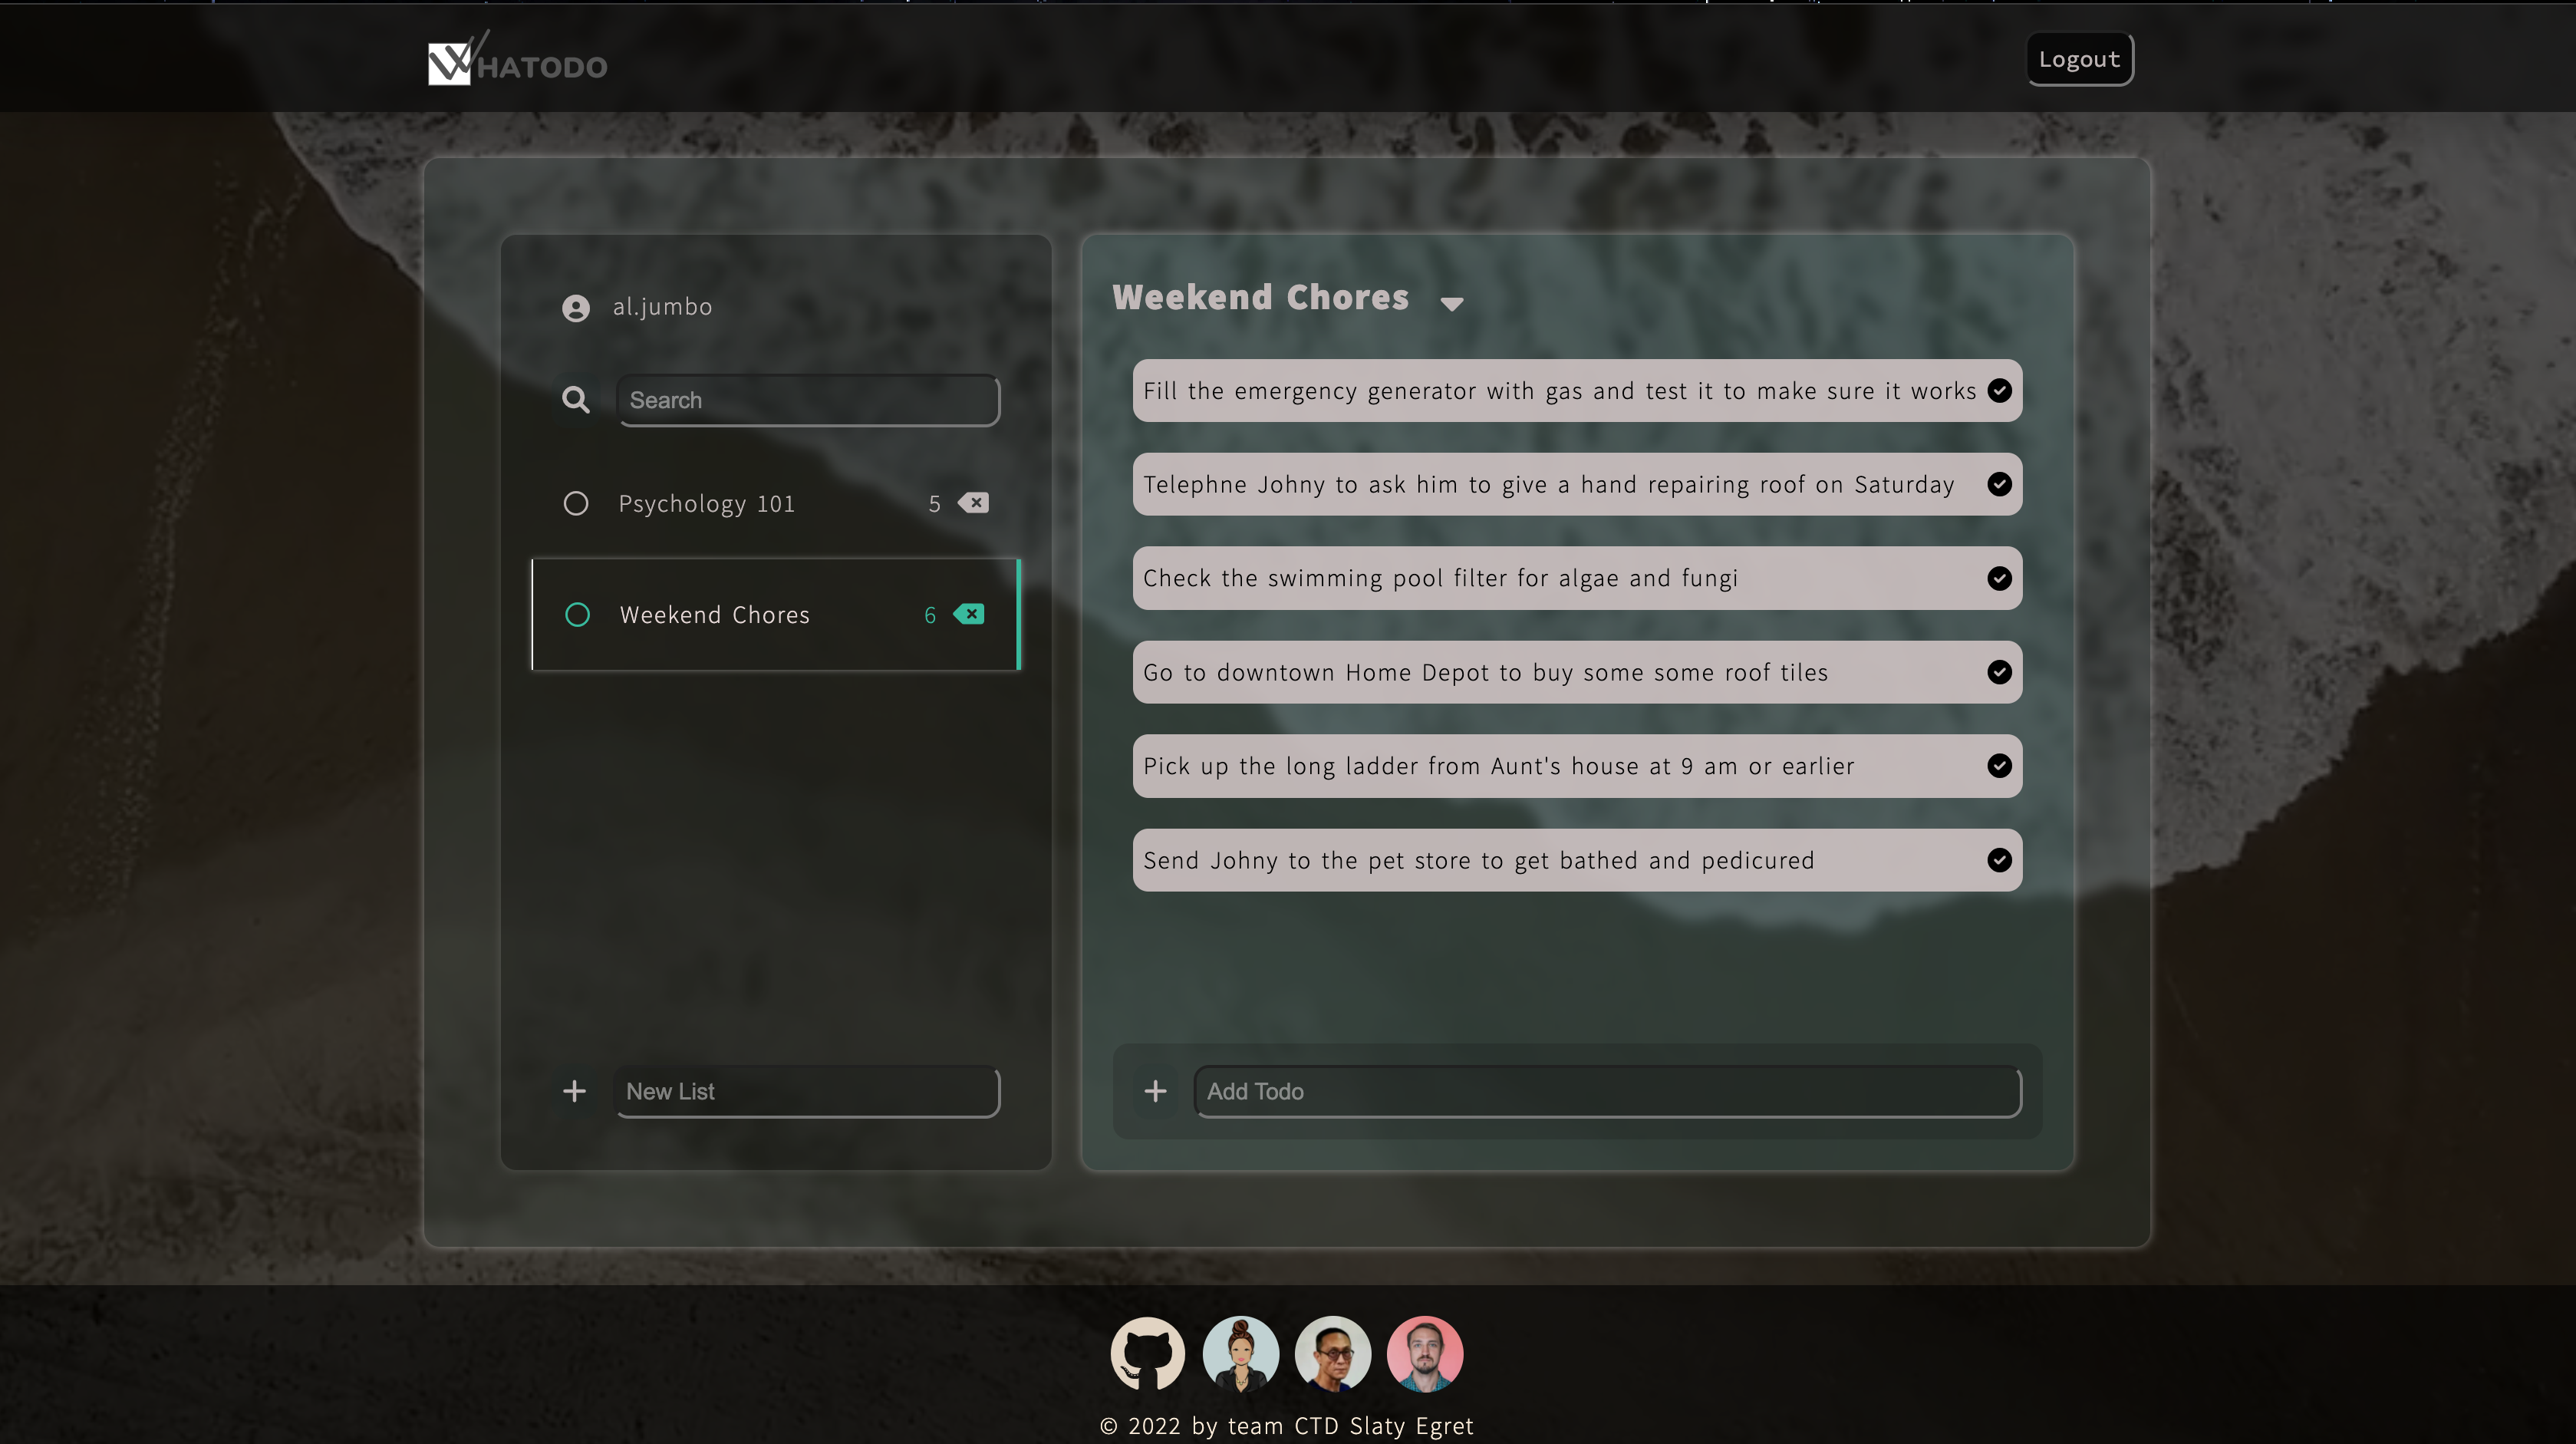 WHATODO
Logout
al.jumbo
Search
Psychology 101 5
Weekend Chores 6
New List
Weekend Chores
Fill the emergency generator with gas and test it to make sure it works
Telephne Johny to ask him to give a hand repairing roof on Saturday
Check the swimming pool filter for algae and fungi
Go to downtown Home Depot to buy some some roof tiles
Pick up the long ladder from Aunt's house at 9 am or earlier
Send Johny to the pet store to get bathed and pedicured
Add Todo
© 2022 by team CTD Slaty Egret